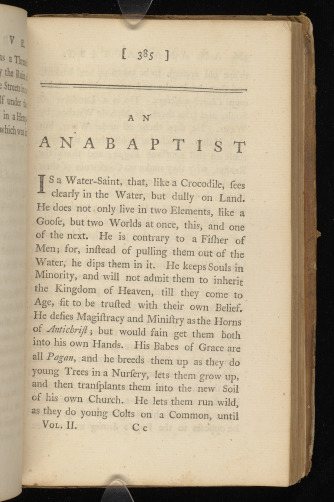 V E.
as a Throng
by the Rain
Streets in
lf under
in a Horse
which was
[ 385 ]
AN
ANABAPTIST
IS a Water-Saint, that, like a Crocodile, ſees
clearly in the Water, but dully on Land.
He does not only live in two Elements, like a
Gooſe, but two Worlds at once, this, and one
of the next. He is contrary to a Fiſher of
Men; for, inſtead of pulling them out of the
Water, he dips them in it. He keeps Souls in
Minority, and will not admit them to inherit
the Kingdom of Heaven, till they come to
Age, fit to be truſted with their own Belief.
He defies Magiſtracy and Miniſtry as the Horns
of Antichriſt; but would fain get them both
into his own Hands. His Babes of Grace are
all Pagan, and he breeds them up as they do
young Trees in a Nurſery, lets them grow up,
and then tranſplants them into the new Soil
of his own Church. He lets them run wild,
as they do young Colts on a Common, until
VOL. II. C c